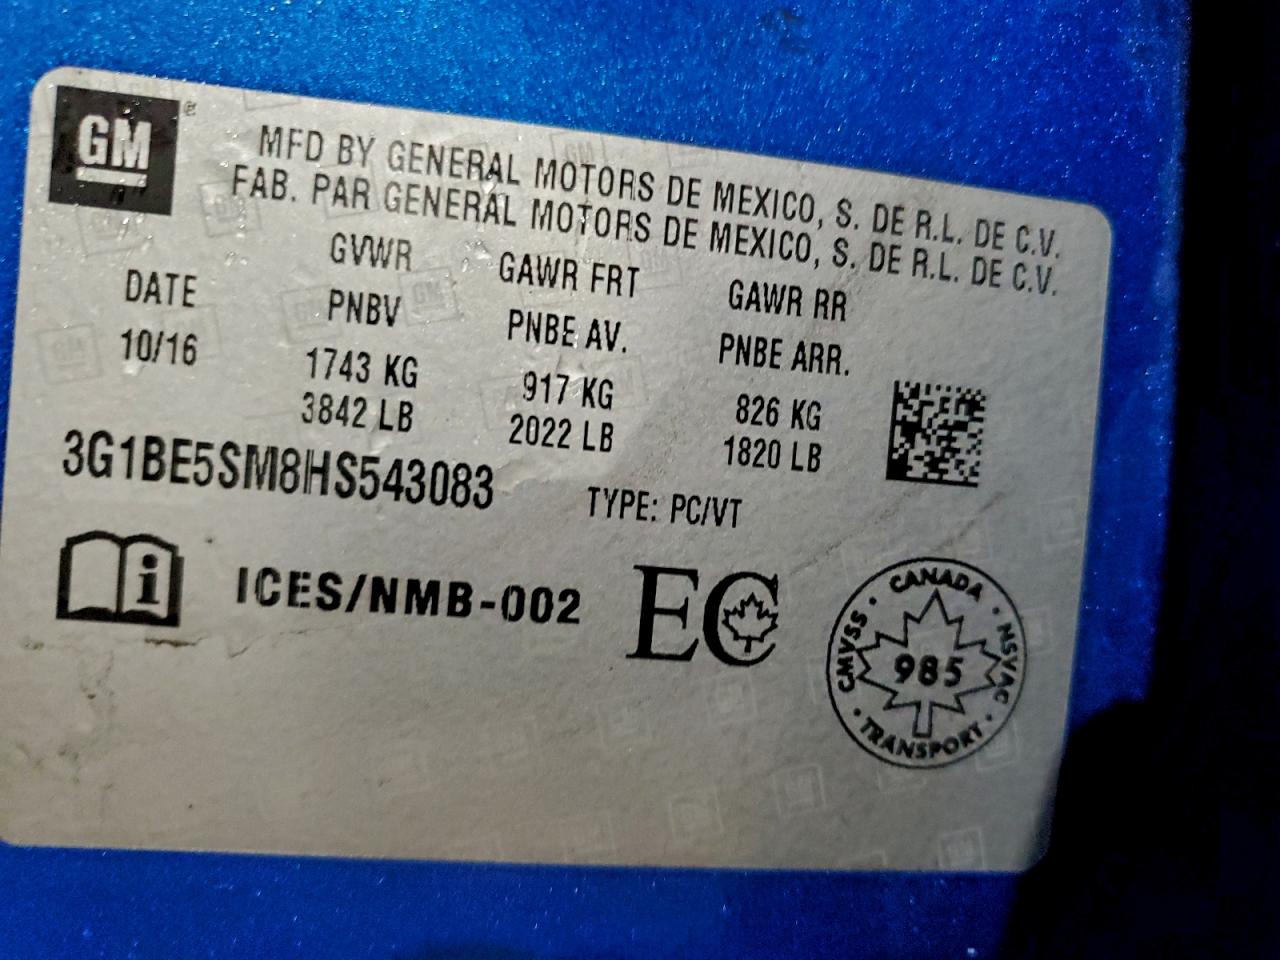 GM
®
MFD BY GENERAL MOTORS DE MEXICO, S. DE R.L. DE C.V.
FAB. PAR GENERAL MOTORS DE MEXICO, S. DE R.L. DE C.V.
DATE GVWR GAWR FRT GAWR RR
PNBV PNBE AV. PNBE ARR.
10/16 1743 KG 917 KG 826 KG
3842 LB 2022 LB 1820 LB
3G1BE5SM8HS543083 TYPE: PC/VT
i ICES/NMB-002 EC
CANADA
CMVSS · NSVAC
985
TRANSPORT